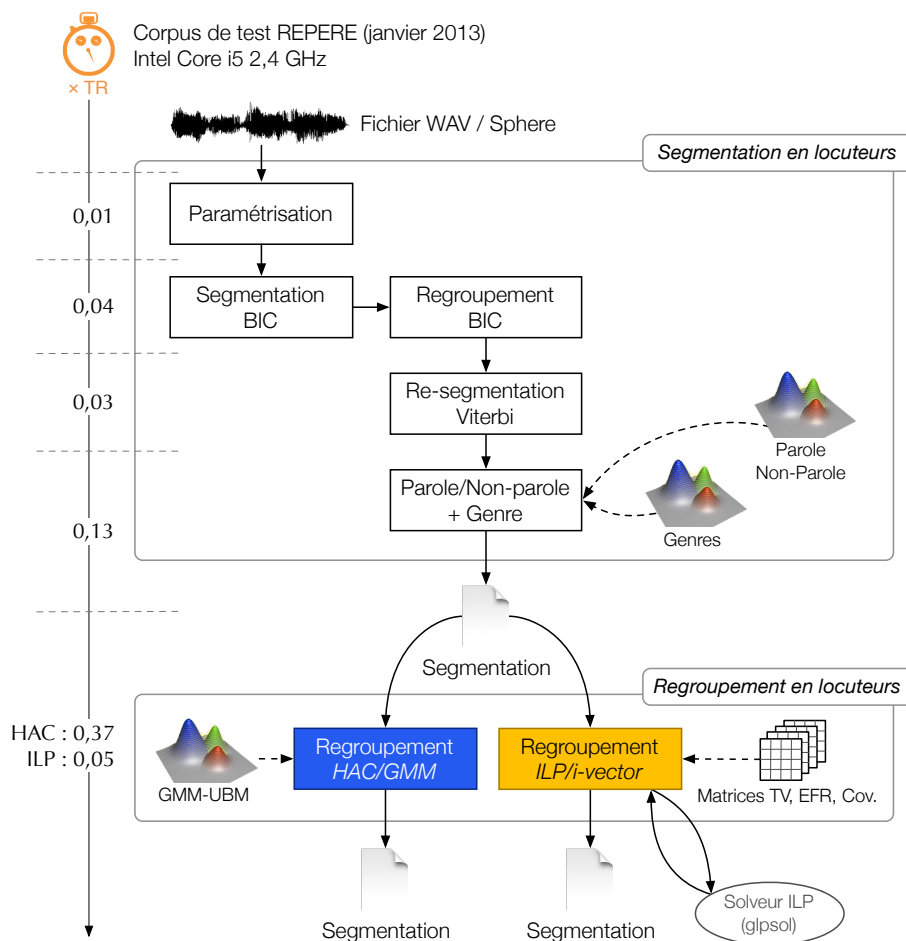 Corpus de test REPERE (janvier 2013)
Intel Core i5 2,4 GHz
× TR
Fichier WAV / Sphere
Segmentation en locuteurs
0,01
Paramétrisation
0,04
Segmentation
BIC
Regroupement
BIC
0,03
Re-segmentation
Viterbi
Parole
Non-Parole
0,13
Parole/Non-parole
+ Genre
Genres
Segmentation
Regroupement en locuteurs
HAC : 0,37
ILP : 0,05
GMM-UBM
Regroupement
HAC/GMM
Regroupement
ILP/i-vector
Matrices TV, EFR, Cov.
Segmentation
Segmentation
Solveur ILP
(glpsol)